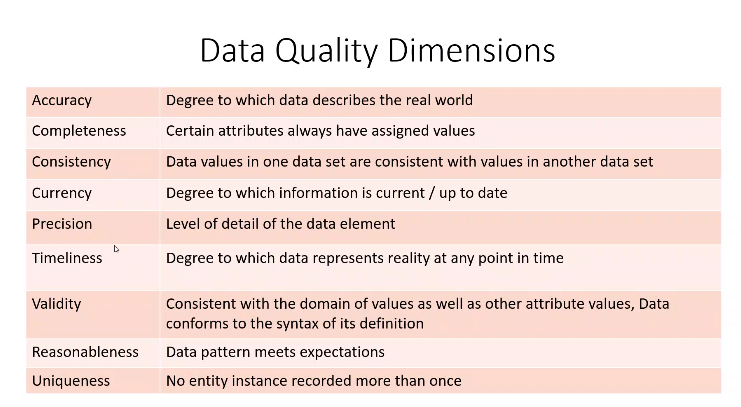 Data Quality Dimensions
Accuracy Degree to which data describes the real world
Completeness Certain attributes always have assigned values
Consistency Data values in one data set are consistent with values in another data set
Currency Degree to which information is current / up to date
Precision Level of detail of the data element
Timeliness Degree to which data represents reality at any point in time
Validity Consistent with the domain of values as well as other attribute values, Data
conforms to the syntax of its definition
Reasonableness Data pattern meets expectations
Uniqueness No entity instance recorded more than once